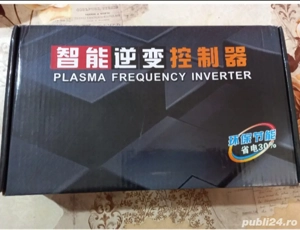 智能逆变控制器
PLASMA FREQUENCY INVERTER
环保节能
省电30%
publi24.ro